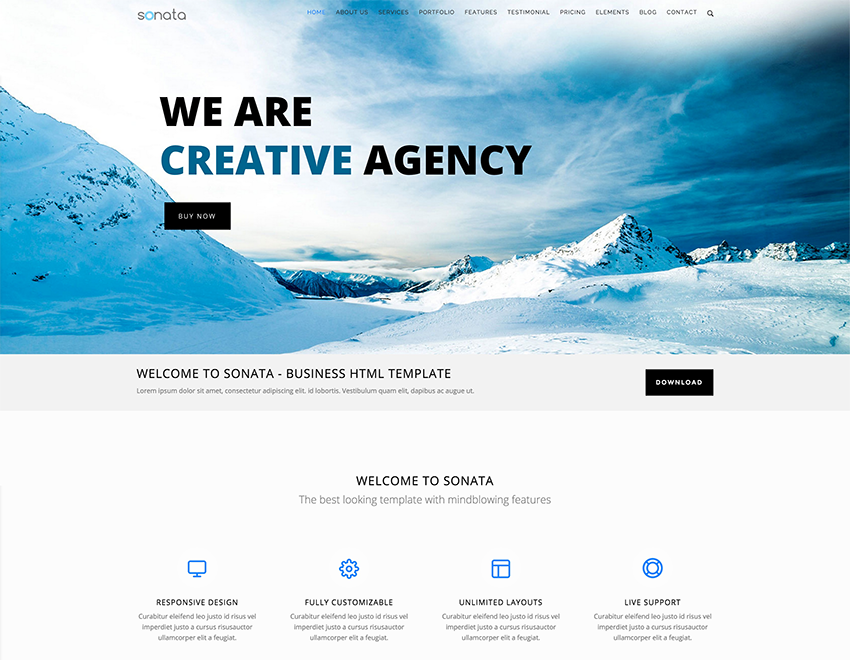 sonata
HOME ABOUT US SERVICES PORTFOLIO FEATURES TESTIMONIAL PRICING ELEMENTS BLOG CONTACT
WE ARE
CREATIVE AGENCY
BUY NOW
WELCOME TO SONATA - BUSINESS HTML TEMPLATE
Lorem ipsum dolor sit amet, consectetur adipiscing elit. id lobortis. Vestibulum quam elit, dapibus ac augue ut.
DOWNLOAD
WELCOME TO SONATA
The best looking template with mindblowing features
RESPONSIVE DESIGN
Curabitur eleifend leo justo id risus vel
imperdiet justo a cursus risusauctor
ullamcorper elit a feugiat.
FULLY CUSTOMIZABLE
Curabitur eleifend leo justo id risus vel
imperdiet justo a cursus risusauctor
ullamcorper elit a feugiat.
UNLIMITED LAYOUTS
Curabitur eleifend leo justo id risus vel
imperdiet justo a cursus risusauctor
ullamcorper elit a feugiat.
LIVE SUPPORT
Curabitur eleifend leo justo id risus vel
imperdiet justo a cursus risusauctor
ullamcorper elit a feugiat.